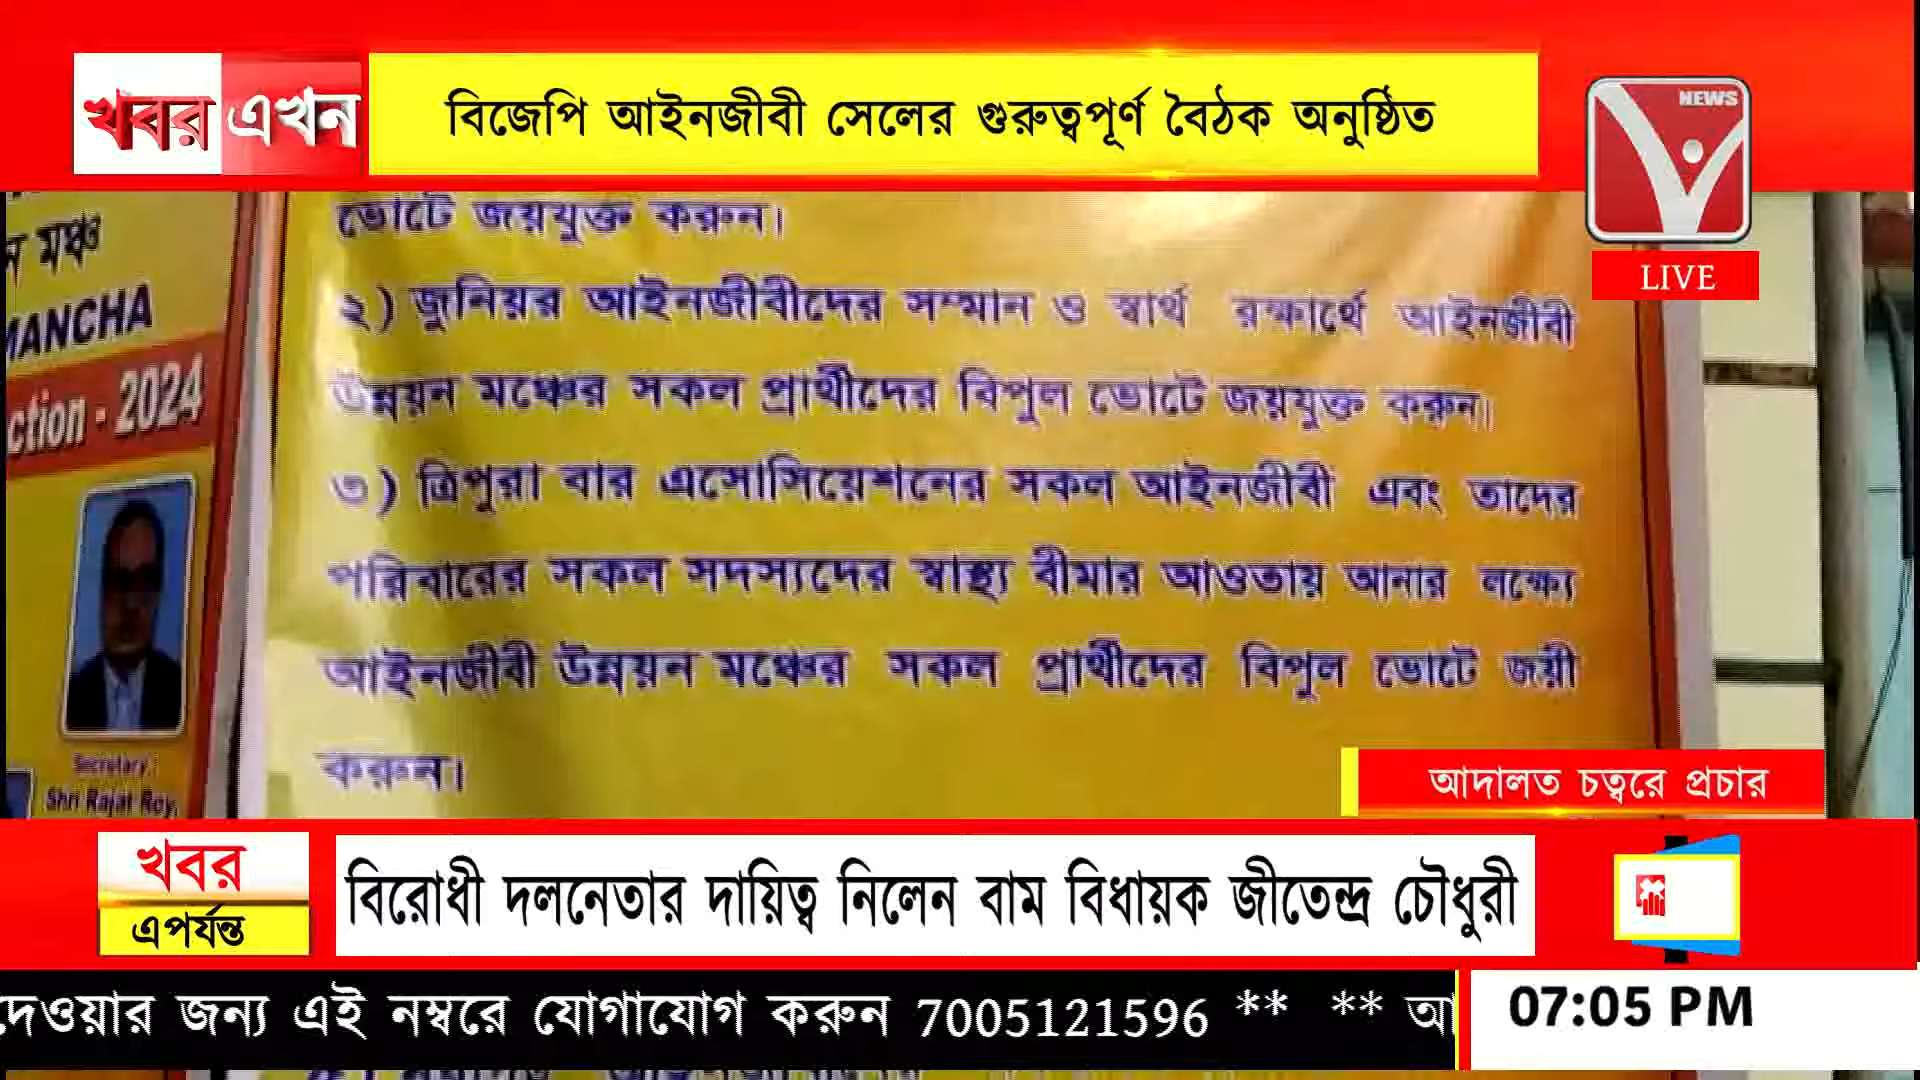 খবর এখন
বিজেপি আইনজীবী সেলের গুরুত্বপূর্ণ বৈঠক অনুষ্ঠিত
NEWS
LIVE
মঞ্চ
MANCHA
ction - 2024
Secretary :
Shri Rajat Roy,
ভোটে জয়যুক্ত করুন।
২) জুনিয়র আইনজীবীদের সম্মান ও স্বার্থ রক্ষার্থে আইনজীবী
উন্নয়ন মঞ্চের সকল প্রার্থীদের বিপুল ভোটে জয়যুক্ত করুন।
৩) ত্রিপুরা বার এসোসিয়েশনের সকল আইনজীবী এবং তাদের
পরিবারের সকল সদস্যদের স্বাস্থ্য বীমার আওতায় আনার লক্ষ্যে
আইনজীবী উন্নয়ন মঞ্চের সকল প্রার্থীদের বিপুল ভোটে জয়ী
করুন।
আদালত চত্বরে প্রচার
খবর
এপর্যন্ত
বিরোধী দলনেতার দায়িত্ব নিলেন বাম বিধায়ক জীতেন্দ্র চৌধুরী
দেওয়ার জন্য এই নম্বরে যোগাযোগ করুন 7005121596 ** ** আ
07:05 PM